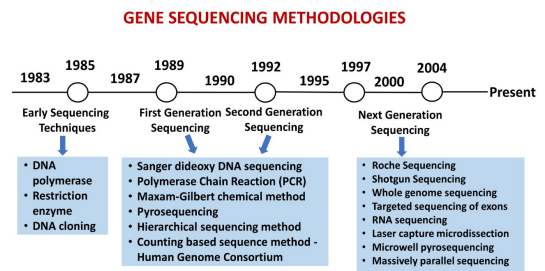 GENE SEQUENCING METHODOLOGIES
1983
1985
1987
1989
1990
1992
1995
1997
2000
2004
Present
Early Sequencing
Techniques
First Generation
Sequencing
Second Generation
Sequencing
Next Generation
Sequencing
• DNA
polymerase
• Restriction
enzyme
• DNA cloning
• Sanger dideoxy DNA sequencing
• Polymerase Chain Reaction (PCR)
• Maxam-Gilbert chemical method
• Pyrosequencing
• Hierarchical sequencing method
• Counting based sequence method -
Human Genome Consortium
• Roche Sequencing
• Shotgun Sequencing
• Whole genome sequencing
• Targeted sequencing of exons
• RNA sequencing
• Laser capture microdissection
• Microwell pyrosequencing
• Massively parallel sequencing